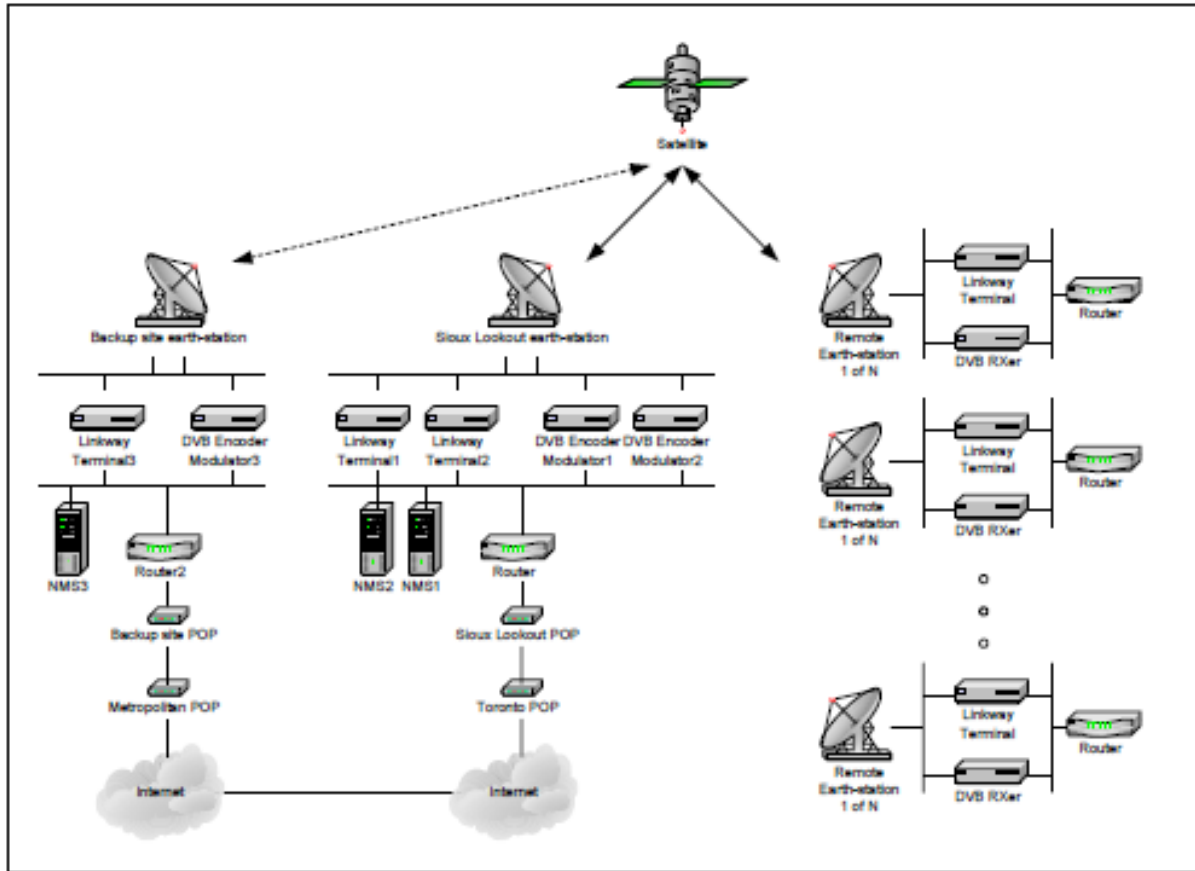 Satellite
Backup site earth-station
Sioux Lookout earth-station
Linkway
Terminal3
DVB Encoder
Modulator3
Linkway
Terminal1
Linkway
Terminal2
DVB Encoder
Modulator1
DVB Encoder
Modulator2
NMS3
Router2
NMS2
NMS1
Router
Backup site POP
Sioux Lookout POP
Metropolitan POP
Toronto POP
Internet
Internet
Remote
Earth-station
1 of N
Linkway
Terminal
DVB RXer
Router
Remote
Earth-station
1 of N
Linkway
Terminal
DVB RXer
Router
Remote
Earth-station
1 of N
Linkway
Terminal
DVB RXer
Router